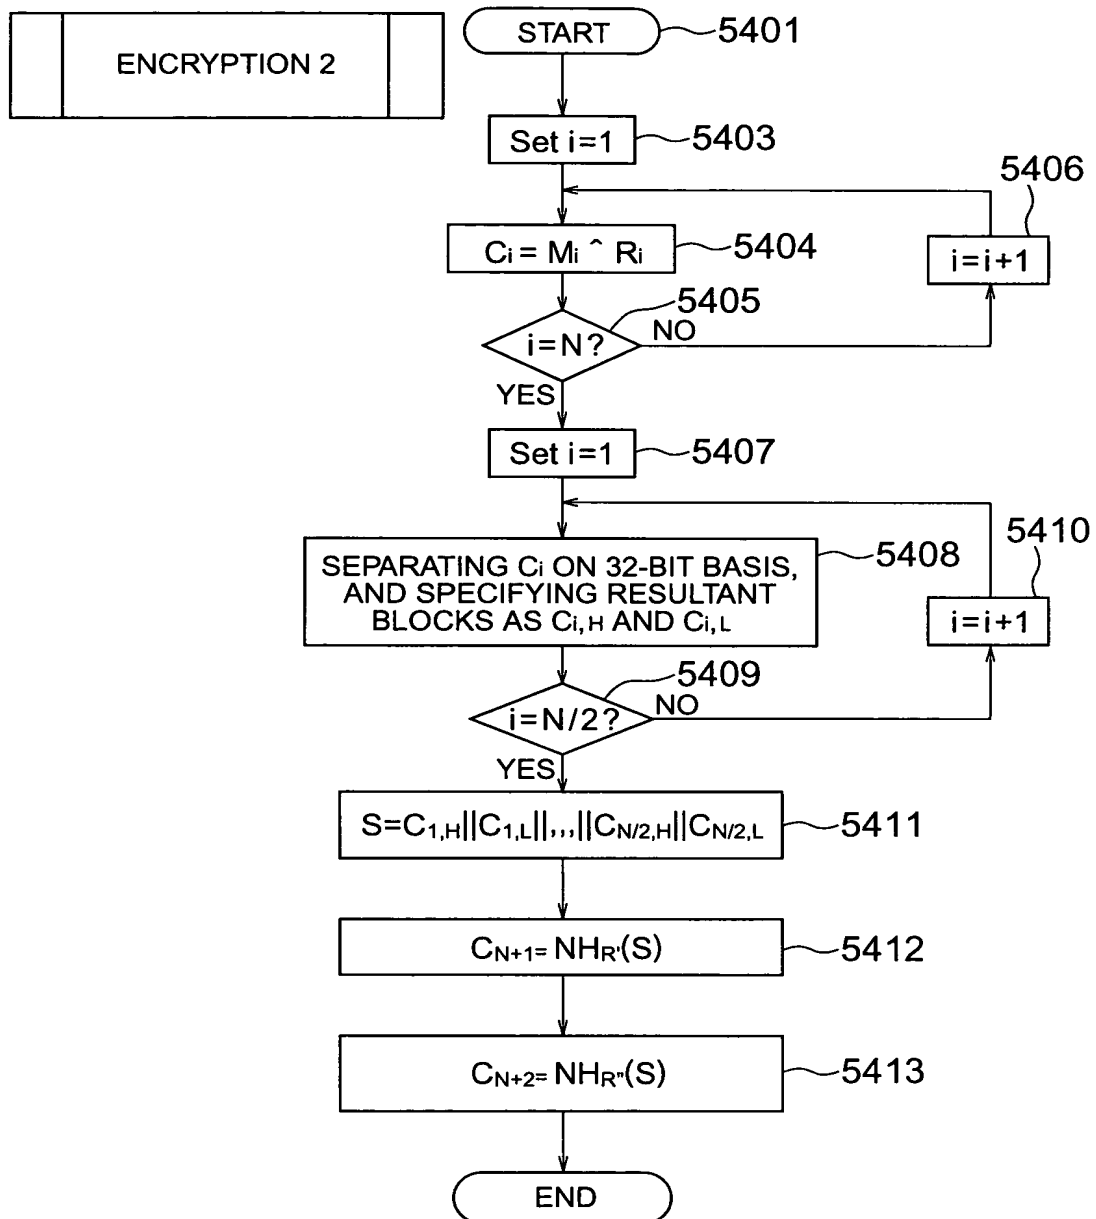 ENCRYPTION 2
START
5401
Set i=1
5403
5406
Ci = Mi ^ Ri
5404
i=i+1
5405
i=N?
NO
YES
Set i=1
5407
5410
SEPARATING Ci ON 32-BIT BASIS,
AND SPECIFYING RESULTANT
BLOCKS AS Ci,H AND Ci,L
5408
i=i+1
5409
i=N/2?
NO
YES
S=C1,H||C1,L||,,,||CN/2,H||CN/2,L
5411
CN+1= NHR'(S)
5412
CN+2= NHR"(S)
5413
END